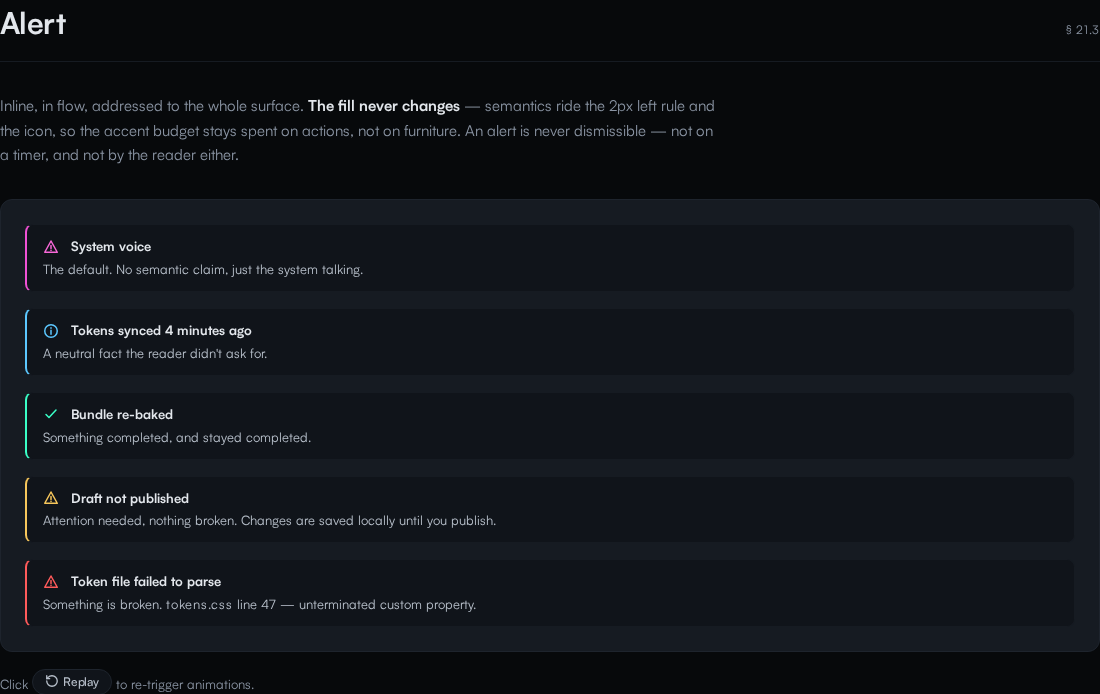 Alert
§ 21.3
Inline, in flow, addressed to the whole surface. The fill never changes — semantics ride the 2px left rule and
the icon, so the accent budget stays spent on actions, not on furniture. An alert is never dismissible — not on
a timer, and not by the reader either.
System voice
The default. No semantic claim, just the system talking.
Tokens synced 4 minutes ago
A neutral fact the reader didn't ask for.
Bundle re-baked
Something completed, and stayed completed.
Draft not published
Attention needed, nothing broken. Changes are saved locally until you publish.
Token file failed to parse
Something is broken. tokens.css line 47 — unterminated custom property.
Click Replay to re-trigger animations.